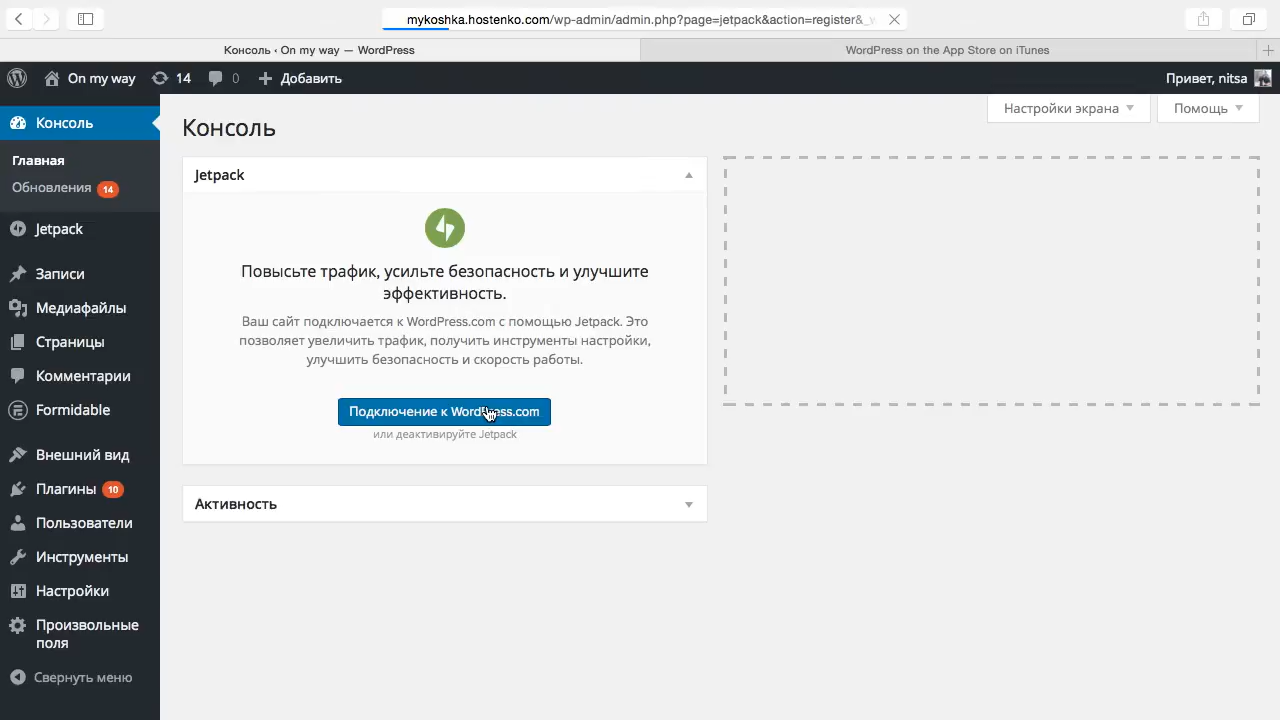 mykoshka.hostenko.com/wp-admin/admin.php?page=jetpack&action=register&_
Консоль ‹ On my way — WordPress
WordPress on the App Store on iTunes
On my way
14
0
Добавить
Привет, nitsa
Консоль
Главная
Обновления 14
Jetpack
Записи
Медиафайлы
Страницы
Комментарии
Formidable
Внешний вид
Плагины 10
Пользователи
Инструменты
Настройки
Произвольные
поля
Свернуть меню
Настройки экрана
Помощь
Консоль
Jetpack
Повысьте трафик, усильте безопасность и улучшите
эффективность.
Ваш сайт подключается к WordPress.com с помощью Jetpack. Это
позволяет увеличить трафик, получить инструменты настройки,
улучшить безопасность и скорость работы.
Подключение к WordPress.com
или деактивируйте Jetpack
Активность